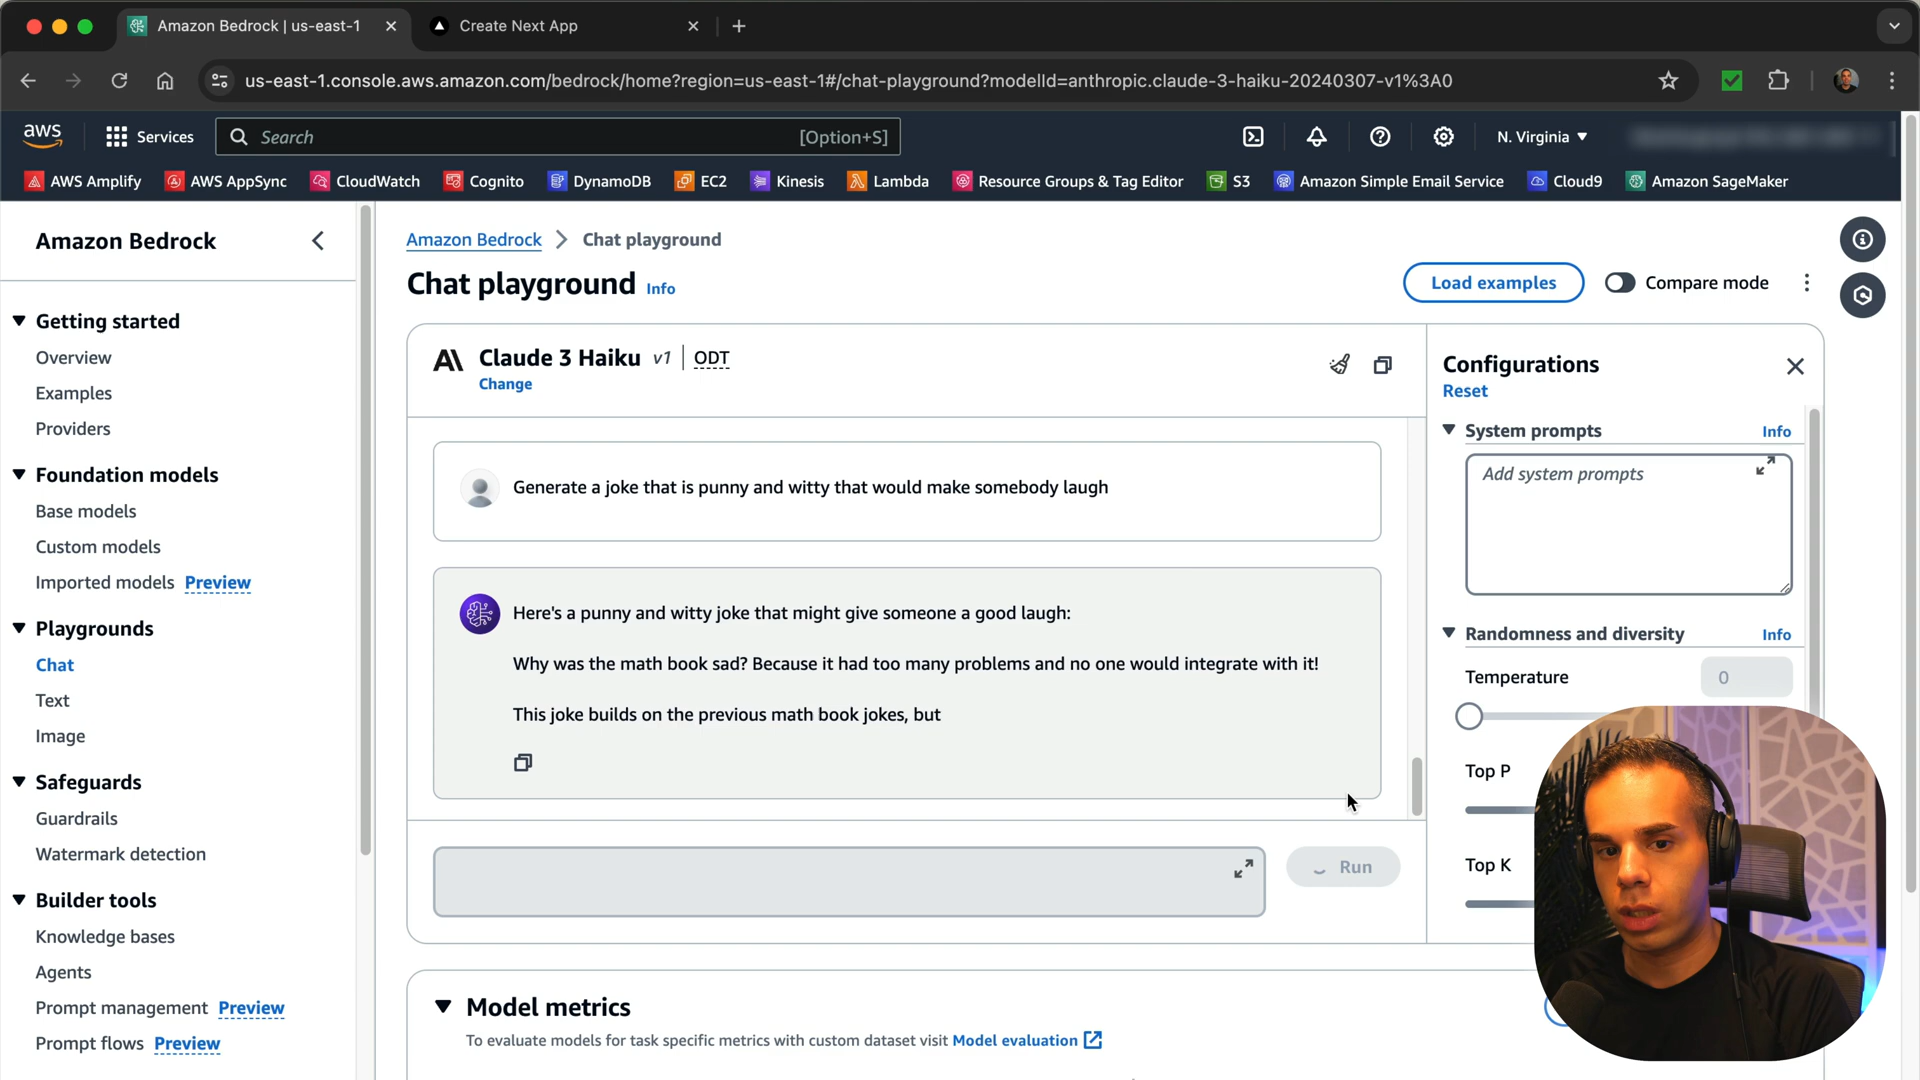 Amazon Bedrock | us-east-1
Create Next App
us-east-1.console.aws.amazon.com/bedrock/home?region=us-east-1#/chat-playground?modelId=anthropic.claude-3-haiku-20240307-v1%3A0
aws
Services
Search
[Option+S]
N. Virginia
AWS Amplify
AWS AppSync
CloudWatch
Cognito
DynamoDB
EC2
Kinesis
Lambda
Resource Groups & Tag Editor
S3
Amazon Simple Email Service
Cloud9
Amazon SageMaker
Amazon Bedrock
Getting started
Overview
Examples
Providers
Foundation models
Base models
Custom models
Imported models Preview
Playgrounds
Chat
Text
Image
Safeguards
Guardrails
Watermark detection
Builder tools
Knowledge bases
Agents
Prompt management Preview
Prompt flows Preview
Amazon Bedrock
Chat playground
Chat playground Info
Load examples
Compare mode
Claude 3 Haiku v1 | ODT
Change
Generate a joke that is punny and witty that would make somebody laugh
Here's a punny and witty joke that might give someone a good laugh:
Why was the math book sad? Because it had too many problems and no one would integrate with it!
This joke builds on the previous math book jokes, but
Run
Configurations
Reset
System prompts Info
Add system prompts
Randomness and diversity Info
Temperature
0
Top P
Top K
Model metrics
To evaluate models for task specific metrics with custom dataset visit Model evaluation